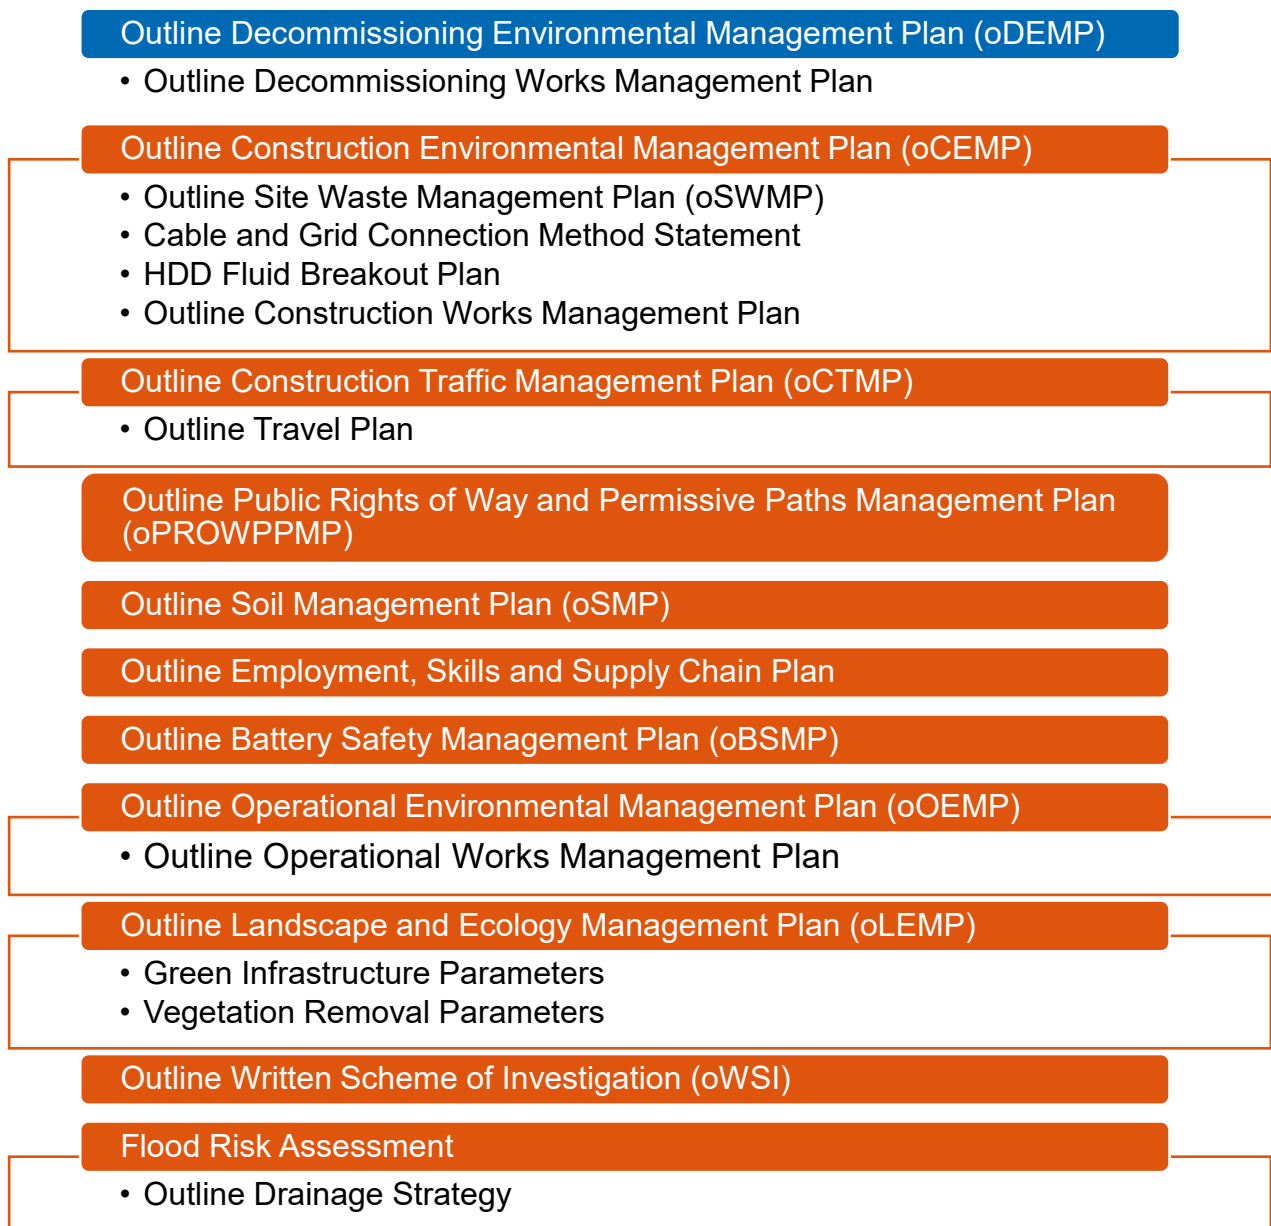 Outline Decommissioning Environmental Management Plan (oDEMP)
• Outline Decommissioning Works Management Plan
Outline Construction Environmental Management Plan (oCEMP)
• Outline Site Waste Management Plan (oSWMP)
• Cable and Grid Connection Method Statement
• HDD Fluid Breakout Plan
• Outline Construction Works Management Plan
Outline Construction Traffic Management Plan (oCTMP)
• Outline Travel Plan
Outline Public Rights of Way and Permissive Paths Management Plan
(oPROWPPMP)
Outline Soil Management Plan (oSMP)
Outline Employment, Skills and Supply Chain Plan
Outline Battery Safety Management Plan (oBSMP)
Outline Operational Environmental Management Plan (oOEMP)
• Outline Operational Works Management Plan
Outline Landscape and Ecology Management Plan (oLEMP)
• Green Infrastructure Parameters
• Vegetation Removal Parameters
Outline Written Scheme of Investigation (oWSI)
Flood Risk Assessment
• Outline Drainage Strategy